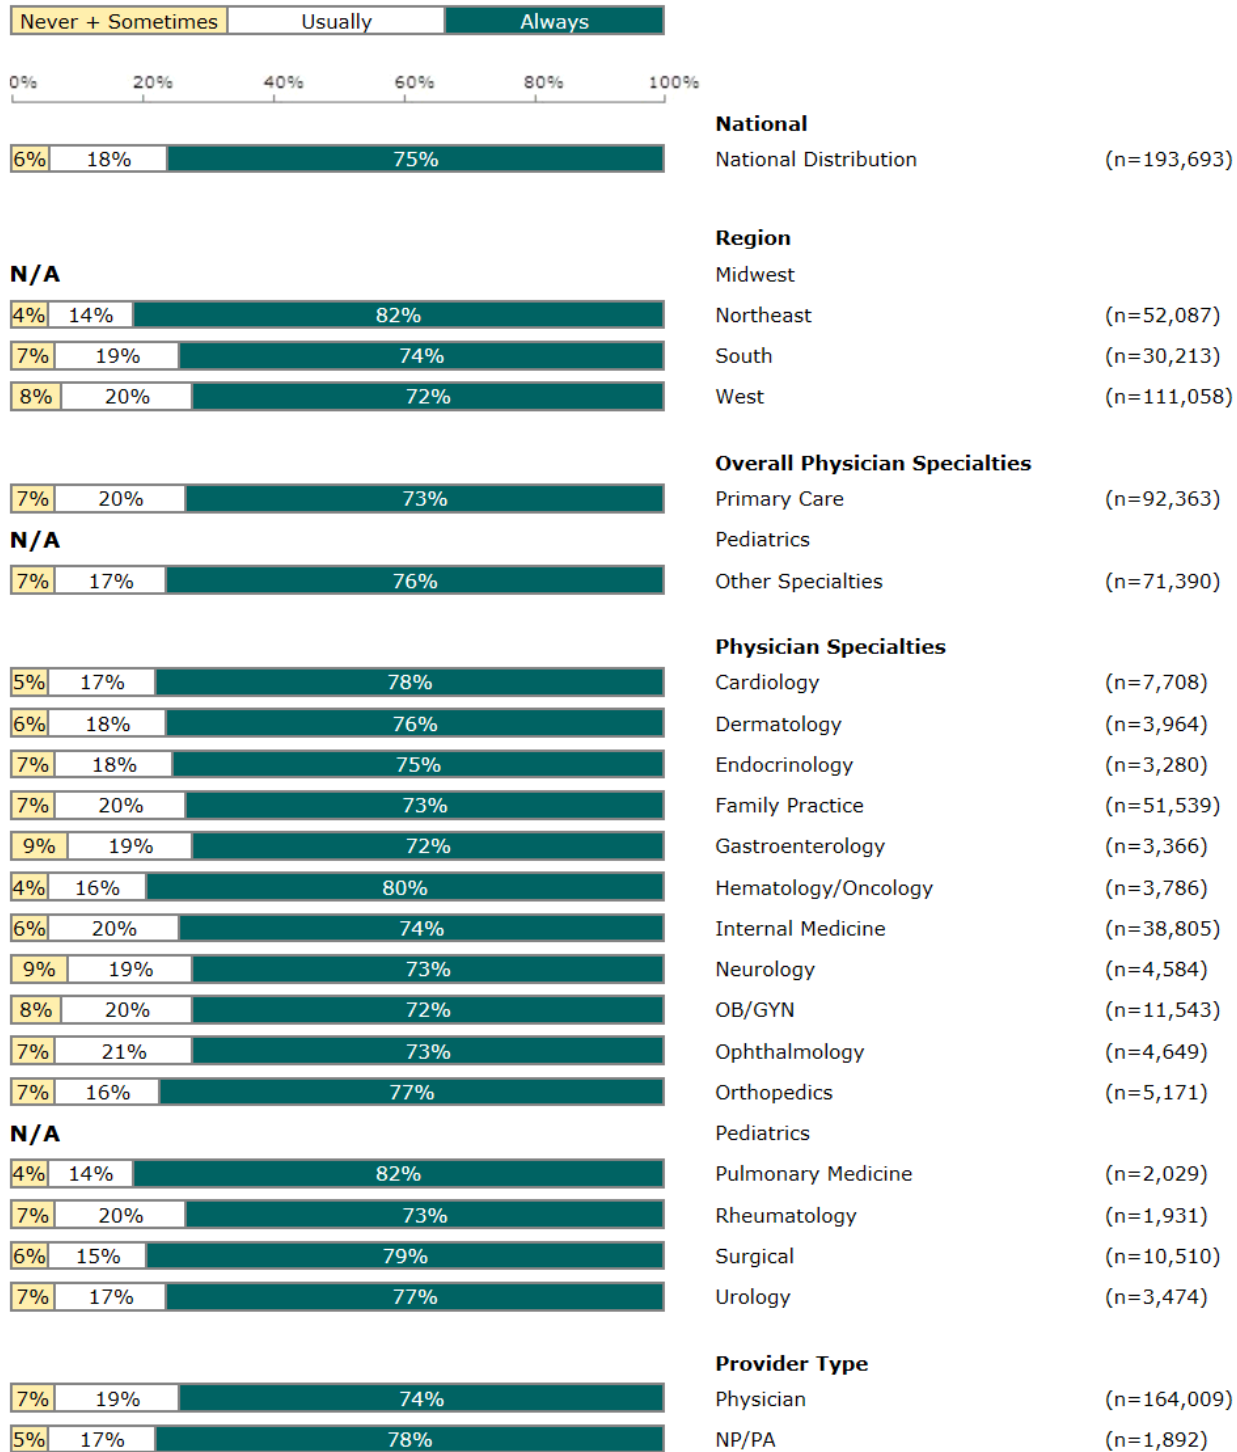 Never + Sometimes Usually Always
0% 20% 40% 60% 80% 100%
National
6% 18% 75% National Distribution (n=193,693)
Region
N/A Midwest
4% 14% 82% Northeast (n=52,087)
7% 19% 74% South (n=30,213)
8% 20% 72% West (n=111,058)
Overall Physician Specialties
7% 20% 73% Primary Care (n=92,363)
N/A Pediatrics
7% 17% 76% Other Specialties (n=71,390)
Physician Specialties
5% 17% 78% Cardiology (n=7,708)
6% 18% 76% Dermatology (n=3,964)
7% 18% 75% Endocrinology (n=3,280)
7% 20% 73% Family Practice (n=51,539)
9% 19% 72% Gastroenterology (n=3,366)
4% 16% 80% Hematology/Oncology (n=3,786)
6% 20% 74% Internal Medicine (n=38,805)
9% 19% 73% Neurology (n=4,584)
8% 20% 72% OB/GYN (n=11,543)
7% 21% 73% Ophthalmology (n=4,649)
7% 16% 77% Orthopedics (n=5,171)
N/A Pediatrics
4% 14% 82% Pulmonary Medicine (n=2,029)
7% 20% 73% Rheumatology (n=1,931)
6% 15% 79% Surgical (n=10,510)
7% 17% 77% Urology (n=3,474)
Provider Type
7% 19% 74% Physician (n=164,009)
5% 17% 78% NP/PA (n=1,892)